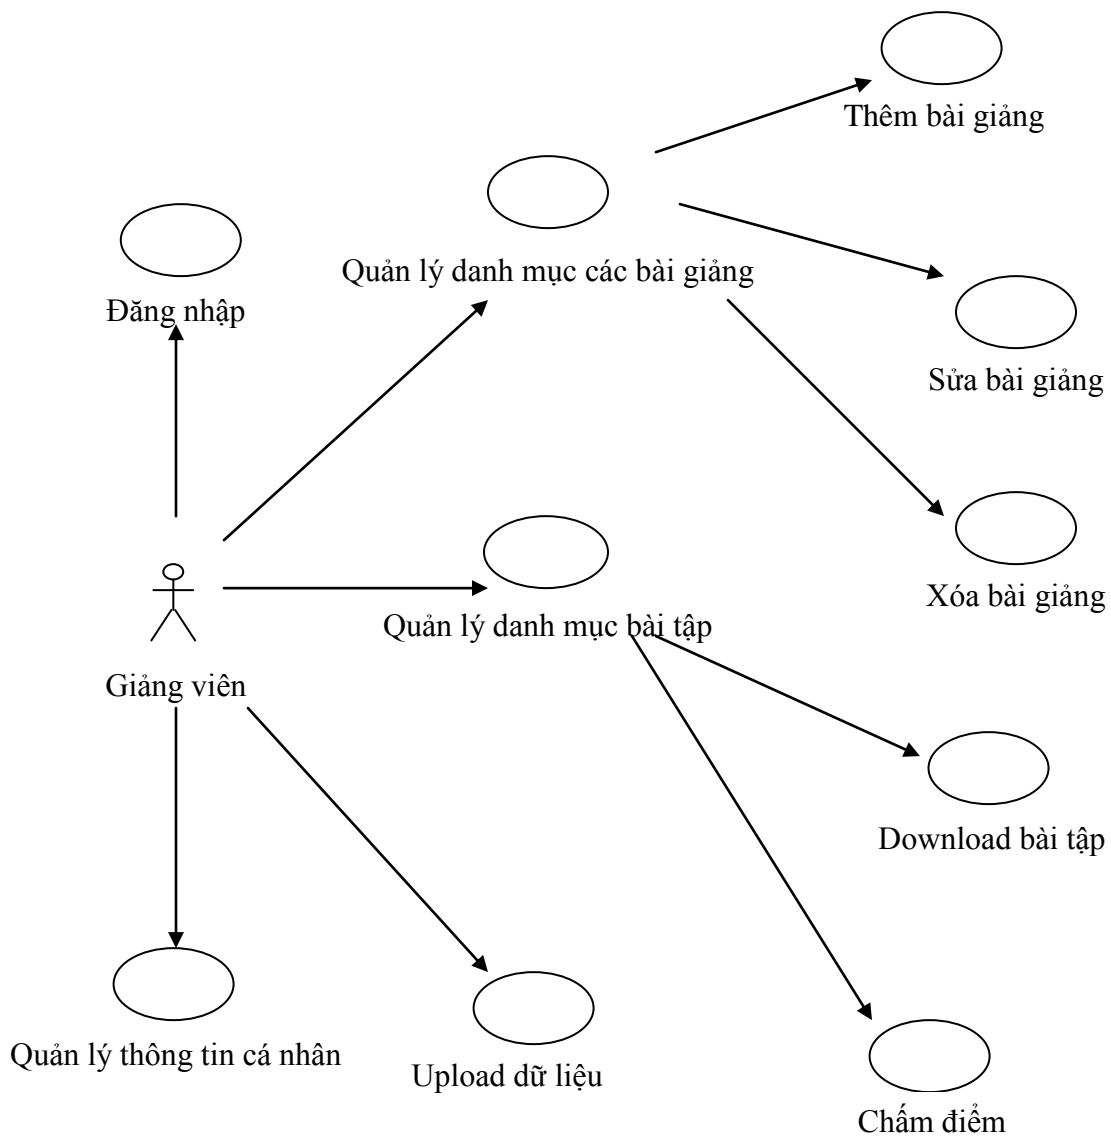 Thêm bài giảng
Quản lý danh mục các bài giảng
Đăng nhập
Sửa bài giảng
Xóa bài giảng
Quản lý danh mục bài tập
Giảng viên
Download bài tập
Quản lý thông tin cá nhân
Upload dữ liệu
Chấm điểm